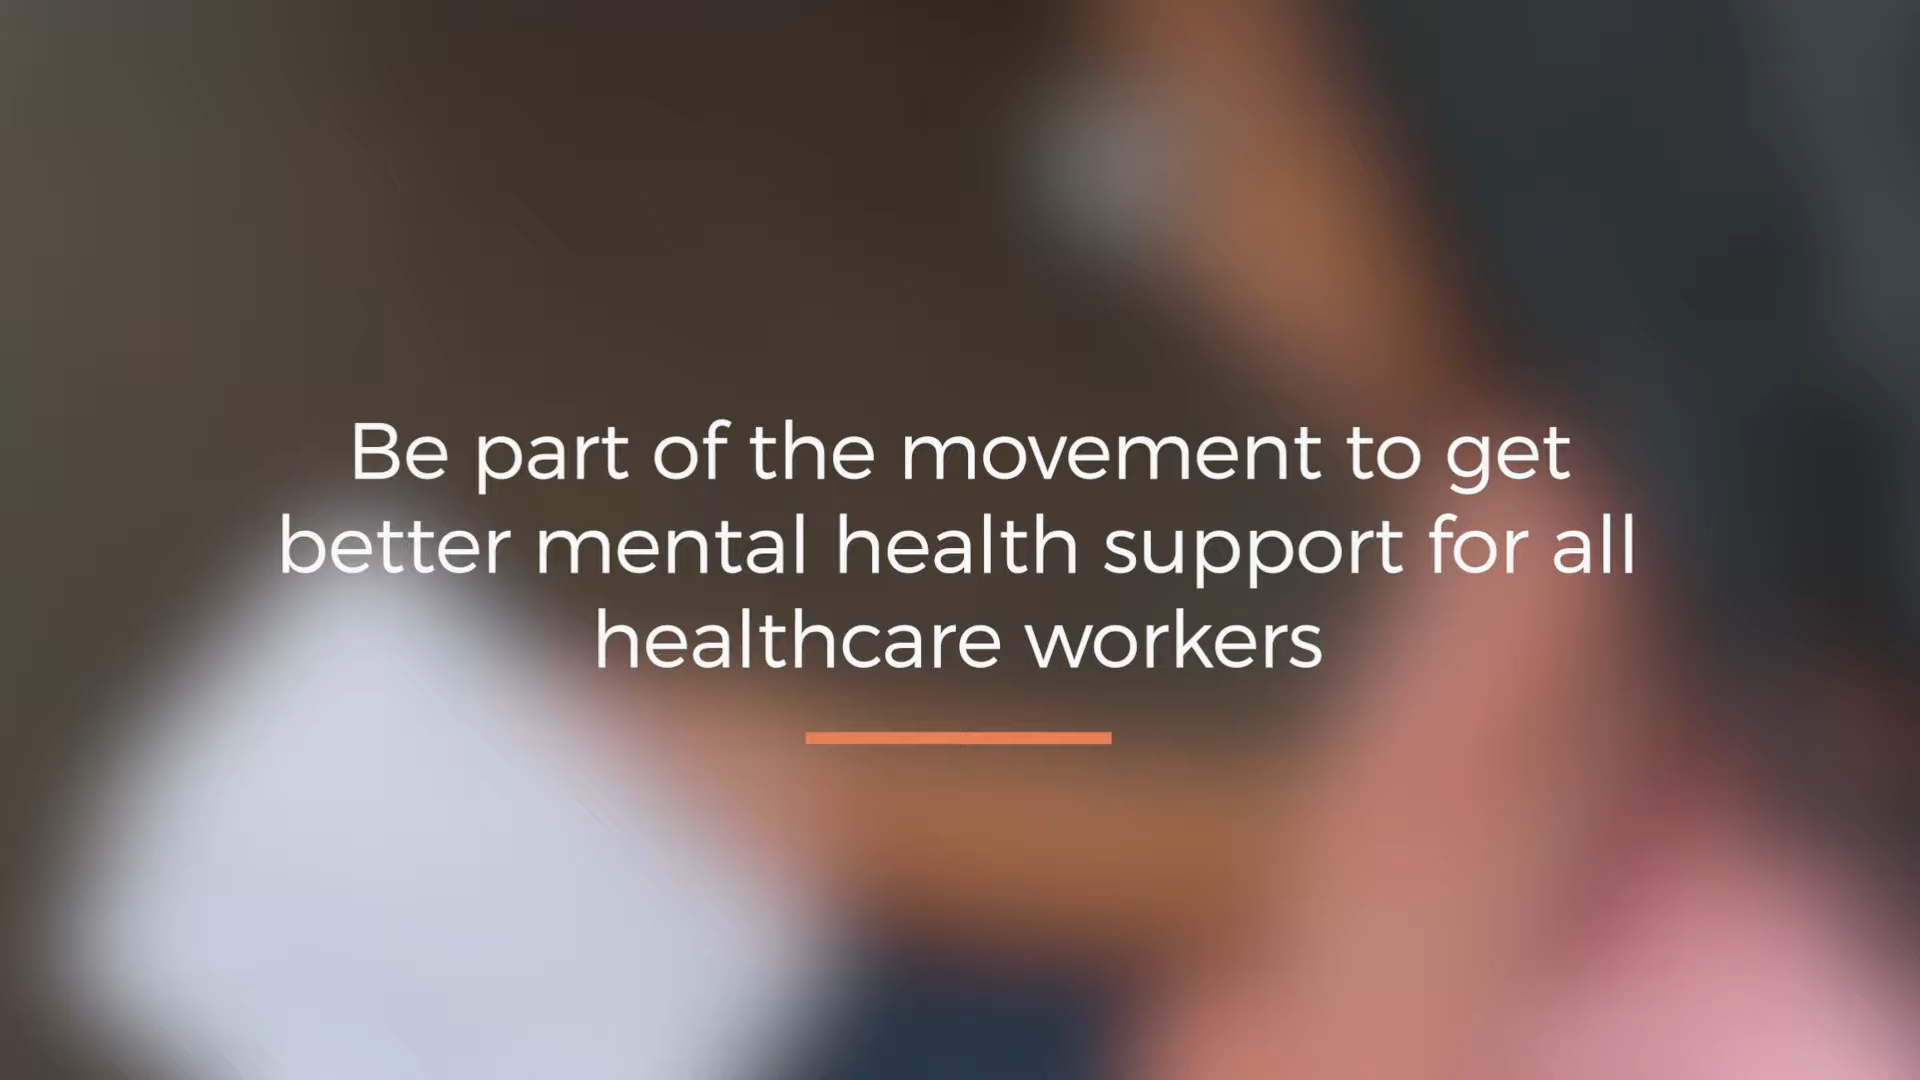 Be part of the movement to get
better mental health support for all
healthcare workers